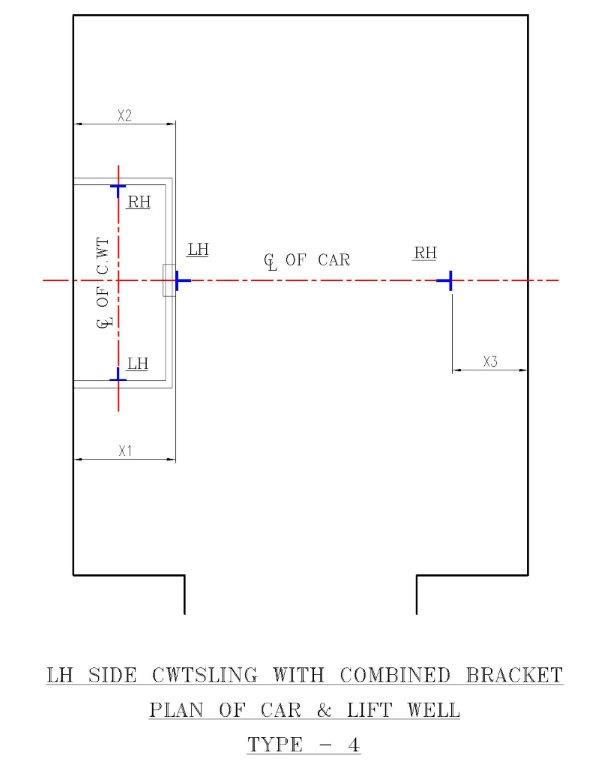 X2
RH
LH
℄ OF CAR
RH
℄ OF C.WT
LH
X3
X1
LH SIDE CWTSLING WITH COMBINED BRACKET
PLAN OF CAR & LIFT WELL
TYPE - 4